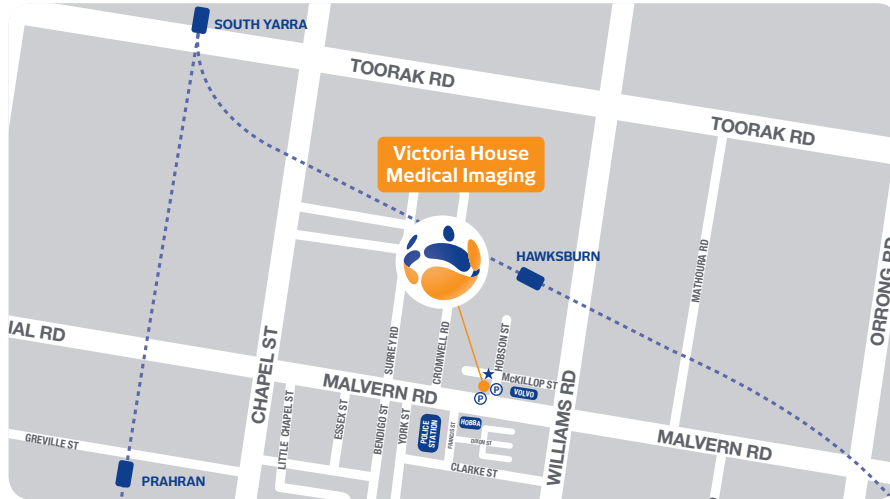 SOUTH YARRA
TOORAK RD
TOORAK RD
Victoria House
Medical Imaging
HAWKSBURN
MATHOURA RD
ORRONG RD
IAL RD
CHAPEL ST
SURREY RD
CROMWELL RD
HOBSON ST
McKILLOP ST
VOLVO
WILLIAMS RD
MALVERN RD
P
P
MALVERN RD
GREVILLE ST
LITTLE CHAPEL ST
ESSEX ST
BENDIGO ST
YORK ST
POLICE
STATION
FRANCIS ST
HOBBA
DIXON ST
CLARKE ST
PRAHRAN